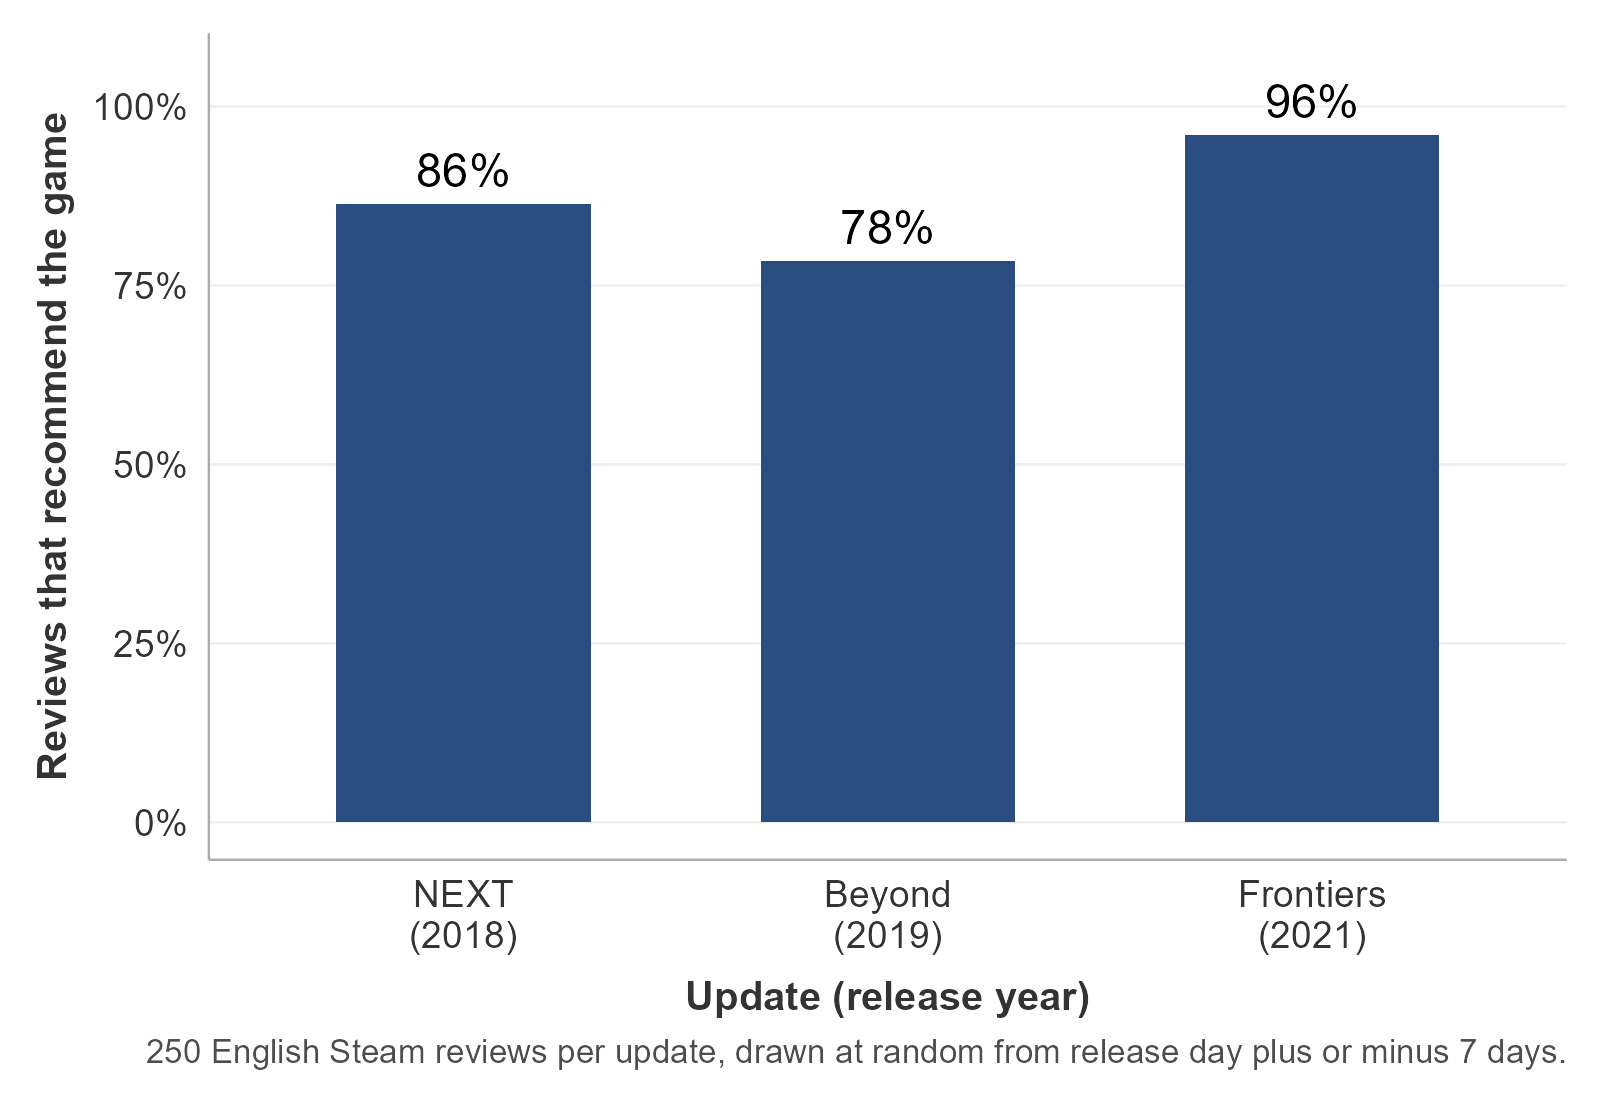 Reviews that recommend the game
100%
75%
50%
25%
0%
86%
78%
96%
NEXT
(2018)
Beyond
(2019)
Frontiers
(2021)
Update (release year)
250 English Steam reviews per update, drawn at random from release day plus or minus 7 days.